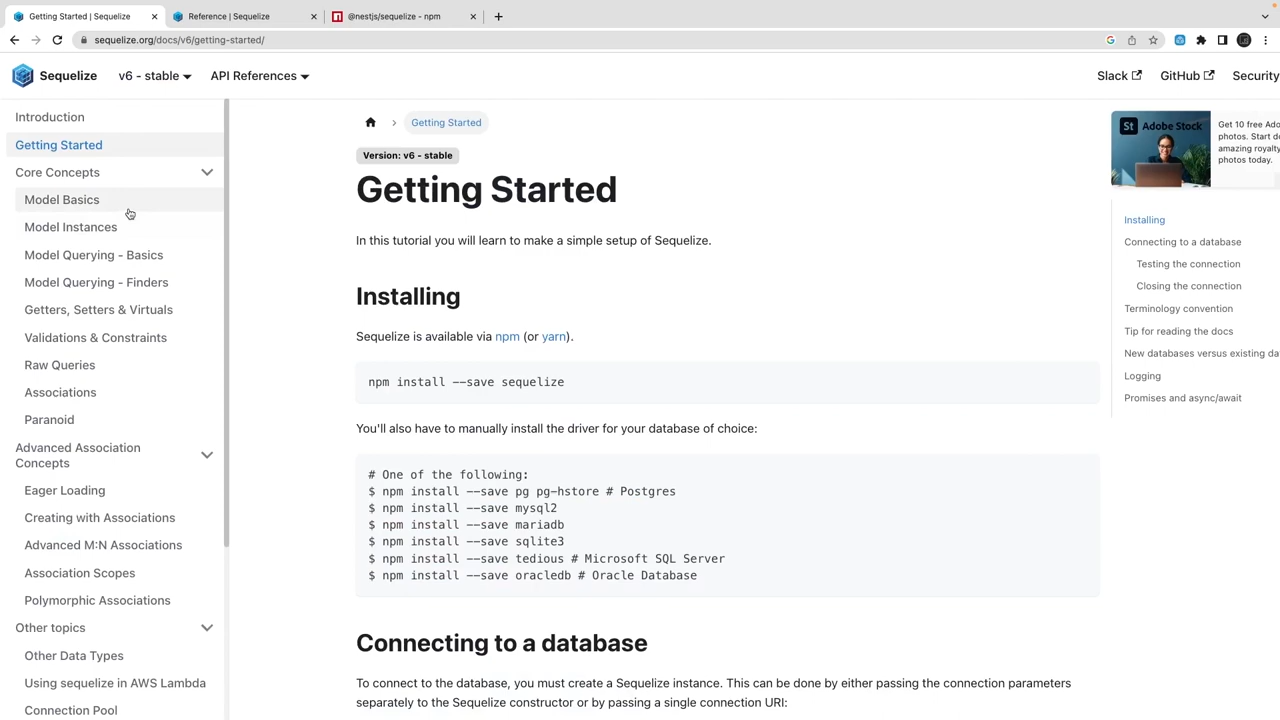 Getting Started | Sequelize
Reference | Sequelize
@nestjs/sequelize - npm
sequelize.org/docs/v6/getting-started/
Sequelize
v6 - stable
API References
Slack
GitHub
Security
Introduction
Getting Started
Core Concepts
Model Basics
Model Instances
Model Querying - Basics
Model Querying - Finders
Getters, Setters & Virtuals
Validations & Constraints
Raw Queries
Associations
Paranoid
Advanced Association
Concepts
Eager Loading
Creating with Associations
Advanced M:N Associations
Association Scopes
Polymorphic Associations
Other topics
Other Data Types
Using sequelize in AWS Lambda
Connection Pool
Getting Started
Version: v6 - stable
Getting Started
In this tutorial you will learn to make a simple setup of Sequelize.
Installing
Sequelize is available via npm (or yarn).
npm install --save sequelize
You'll also have to manually install the driver for your database of choice:
# One of the following:
$ npm install --save pg pg-hstore # Postgres
$ npm install --save mysql2
$ npm install --save mariadb
$ npm install --save sqlite3
$ npm install --save tedious # Microsoft SQL Server
$ npm install --save oracledb # Oracle Database
Connecting to a database
To connect to the database, you must create a Sequelize instance. This can be done by either passing the connection parameters
separately to the Sequelize constructor or by passing a single connection URI:
St Adobe Stock
Get 10 free Ado
photos. Start do
amazing royalty
photos today.
Installing
Connecting to a database
Testing the connection
Closing the connection
Terminology convention
Tip for reading the docs
New databases versus existing da
Logging
Promises and async/await